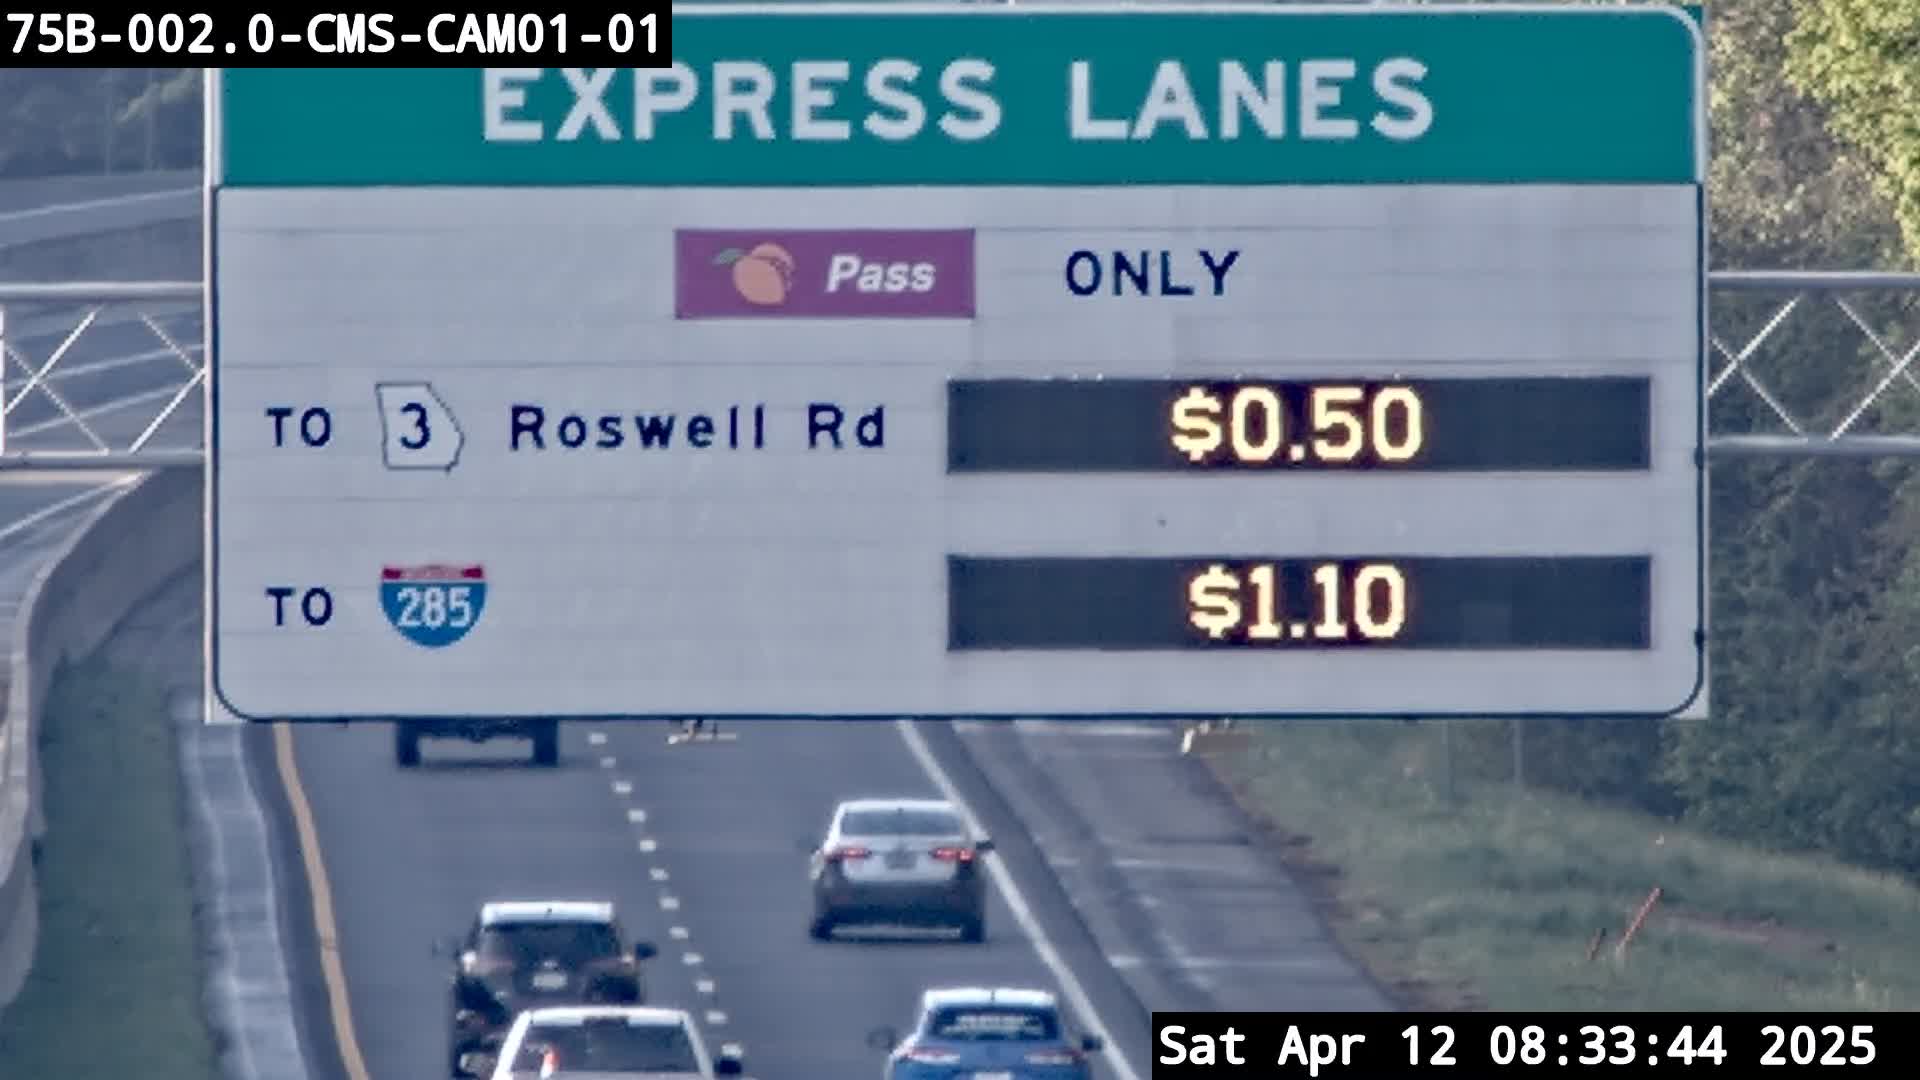 75B-002.0-CMS-CAM01-01
EXPRESS LANES
Pass ONLY
TO 3 Roswell Rd $0.50
TO 285 $1.10
Sat Apr 12 08:33:44 2025